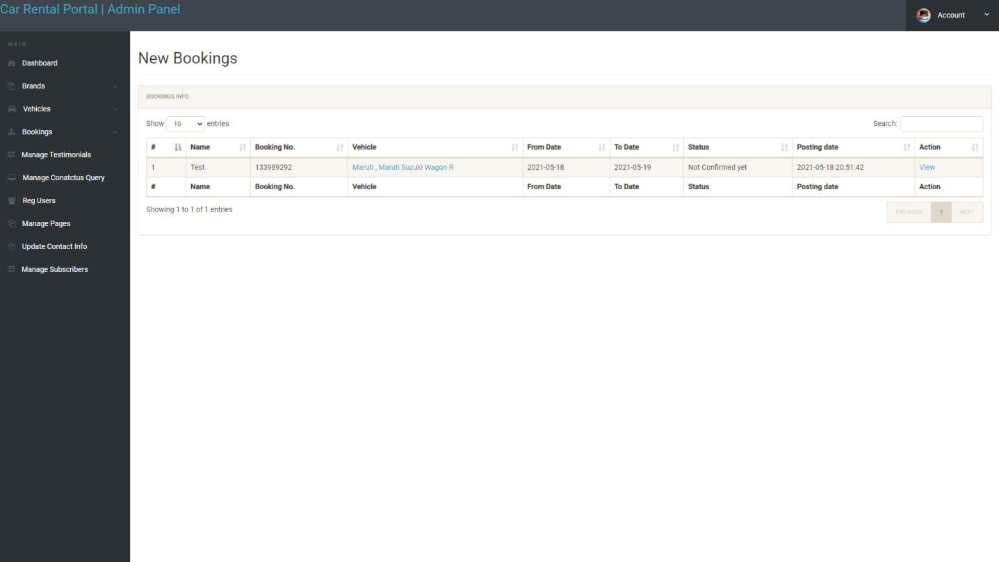 Car Rental Portal | Admin Panel
Account
MAIN
Dashboard
Brands
Vehicles
Bookings
Manage Testimonials
Manage Conatctus Query
Reg Users
Manage Pages
Update Contact Info
Manage Subscribers
New Bookings
BOOKINGS INFO
Show 10 entries
Search:
# Name Booking No. Vehicle From Date To Date Status Posting date Action
1 Test 133989292 Maruti , Maruti Suzuki Wagon R 2021-05-18 2021-05-19 Not Confirmed yet 2021-05-18 20:51:42 View
# Name Booking No. Vehicle From Date To Date Status Posting date Action
Showing 1 to 1 of 1 entries
PREVIOUS 1 NEXT